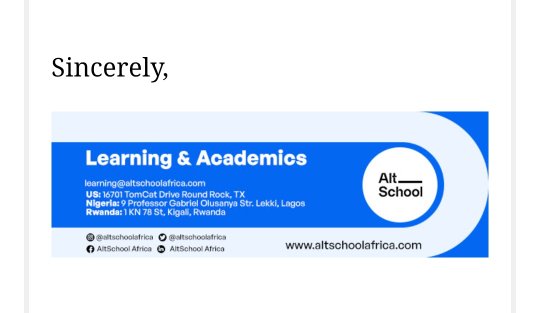 Sincerely,
Learning & Academics
learning@altschoolafrica.com
US: 16701 TomCat Drive Round Rock, TX
Nigeria: 9 Professor Gabriel Olusanya Str. Lekki, Lagos
Rwanda: 1 KN 78 St, Kigali, Rwanda
Alt
School
@altschoolafrica @altschoolafrica
AltSchool Africa AltSchool Africa
www.altschoolafrica.com